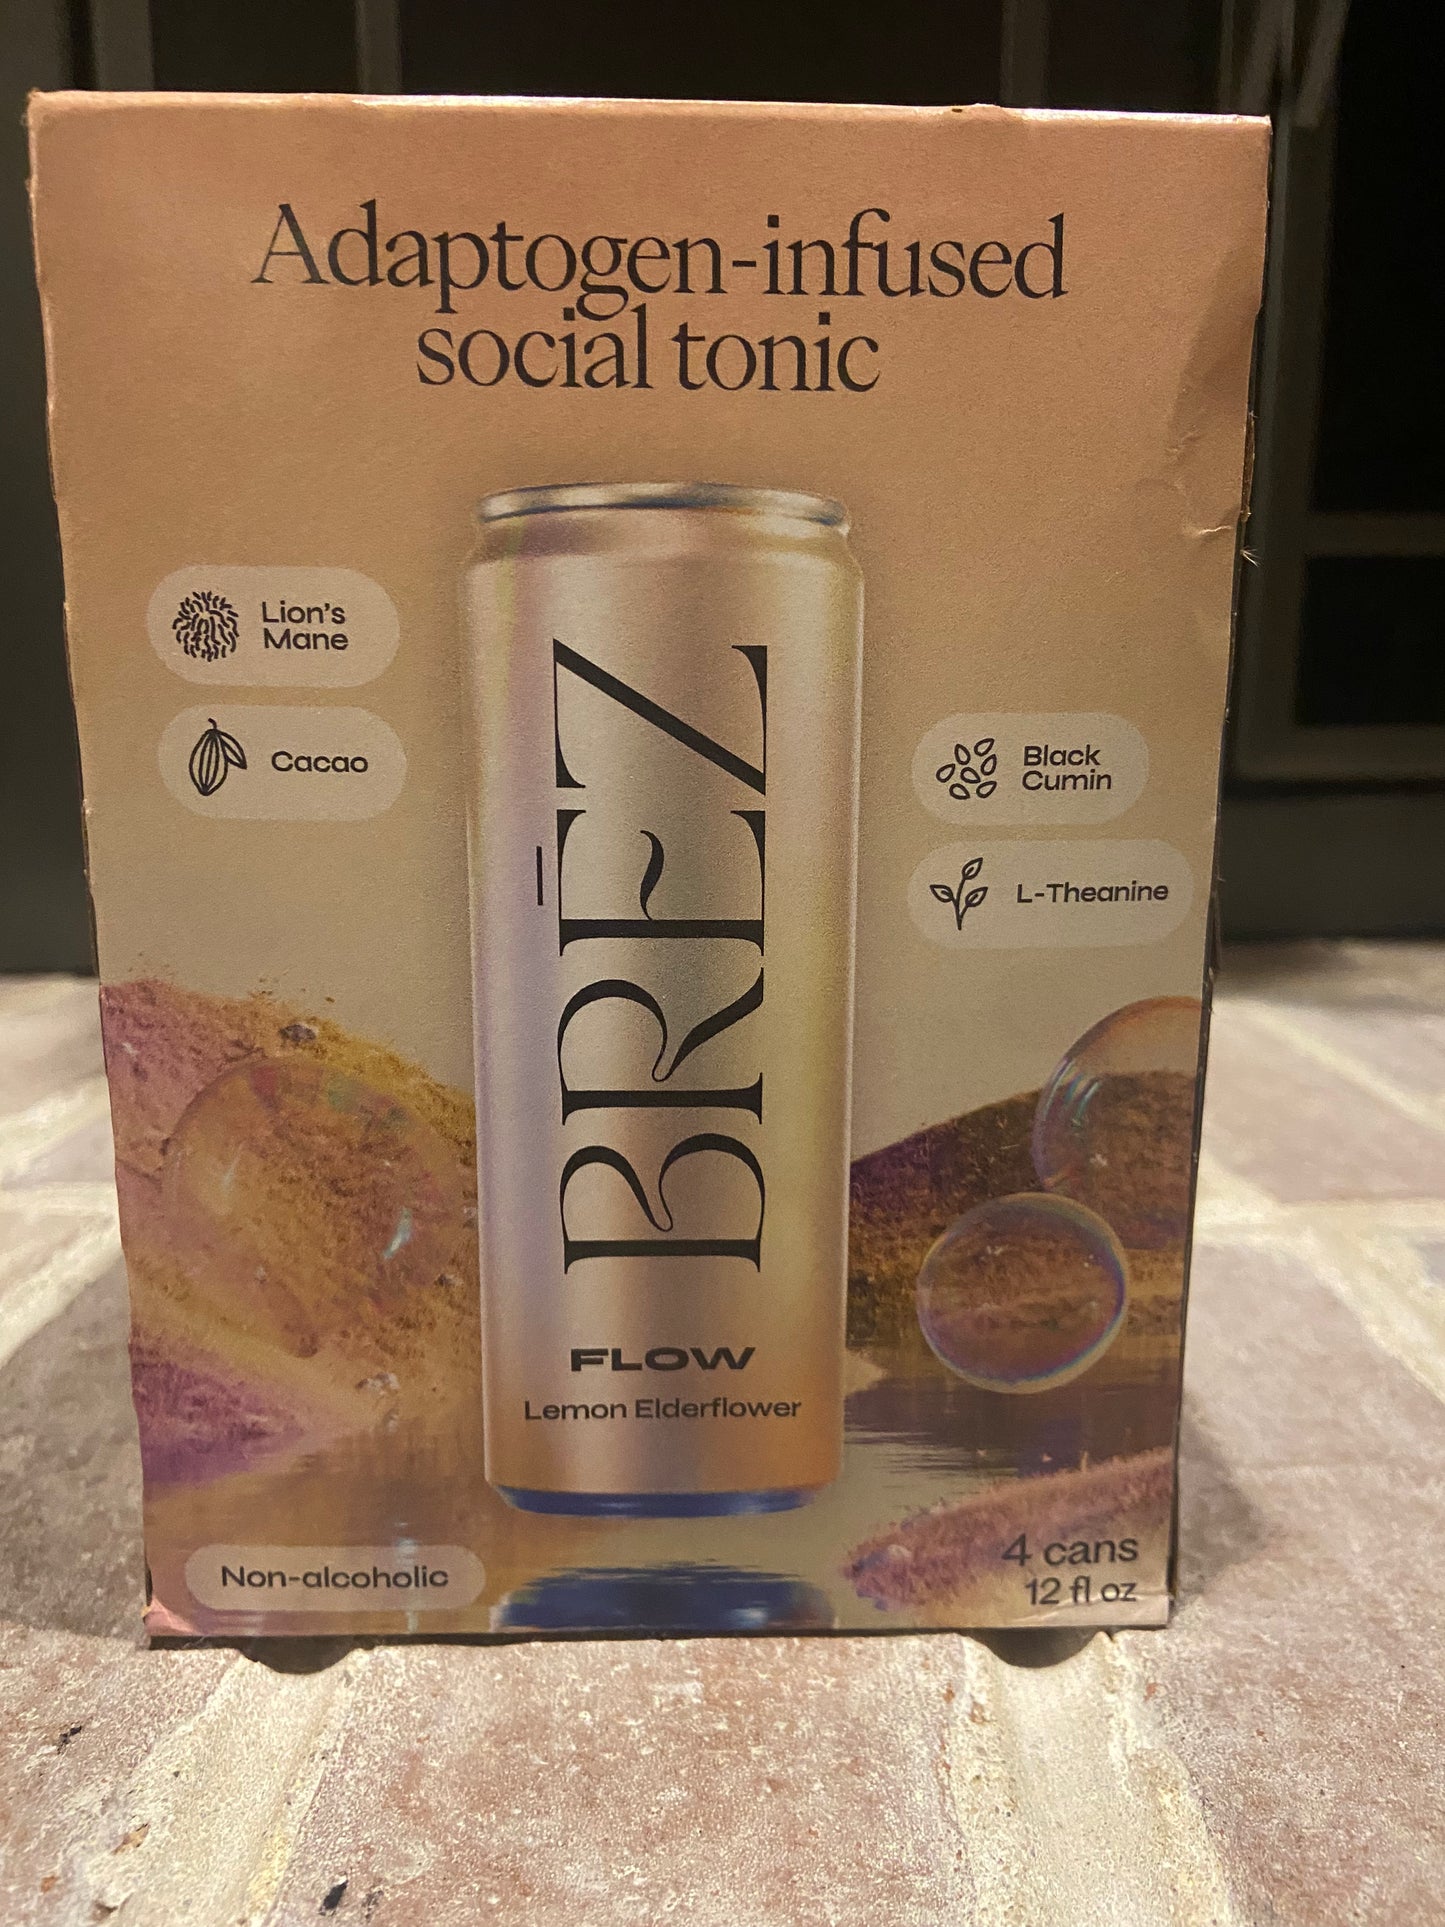 Adaptogen-infused
social tonic
Lion's
Mane
Cacao
Black
Cumin
L-Theanine
BRĒZ
FLOW
Lemon Elderflower
Non-alcoholic
4 cans
12 fl oz